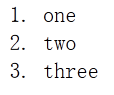 1. one
2. two
3. three